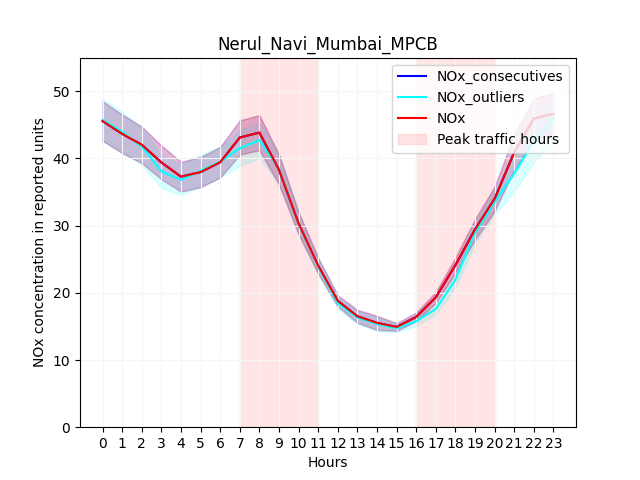 Nerul_Navi_Mumbai_MPCB
NOx_consecutives
NOx_outliers
NOx
Peak traffic hours
NOx concentration in reported units
50
40
30
20
10
0
0 1 2 3 4 5 6 7 8 9 10 11 12 13 14 15 16 17 18 19 20 21 22 23
Hours